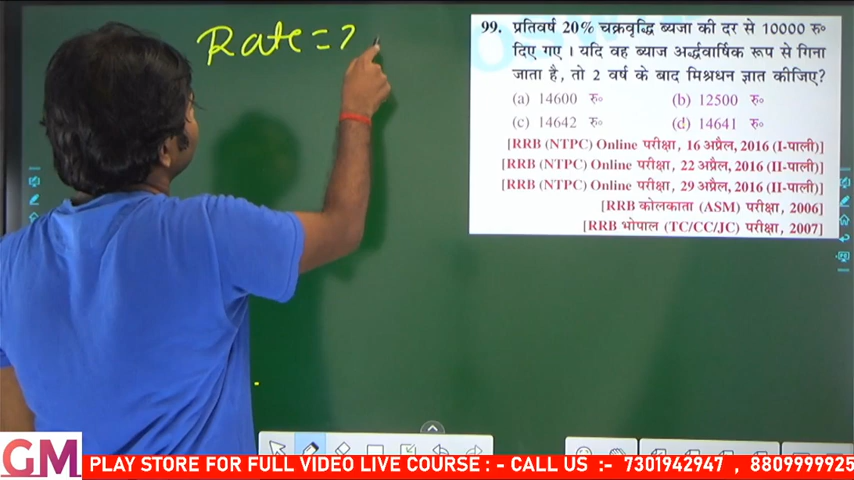 Rate = 2
99. प्रतिवर्ष 20% चक्रवृद्धि ब्यजा की दर से 10000 रु०
दिए गए । यदि वह ब्याज अर्द्धवार्षिक रूप से गिना
जाता है, तो 2 वर्ष के बाद मिश्रधन ज्ञात कीजिए?
(a) 14600 रु० (b) 12500 रु०
(c) 14642 रु० (d) 14641 रु०
[RRB (NTPC) Online परीक्षा, 16 अप्रैल, 2016 (I-पाली)]
[RRB (NTPC) Online परीक्षा, 22 अप्रैल, 2016 (II-पाली)]
[RRB (NTPC) Online परीक्षा, 29 अप्रैल, 2016 (II-पाली)]
[RRB कोलकाता (ASM) परीक्षा, 2006]
[RRB भोपाल (TC/CC/JC) परीक्षा, 2007]
GM PLAY STORE FOR FULL VIDEO LIVE COURSE : - CALL US :- 7301942947 , 8809999925